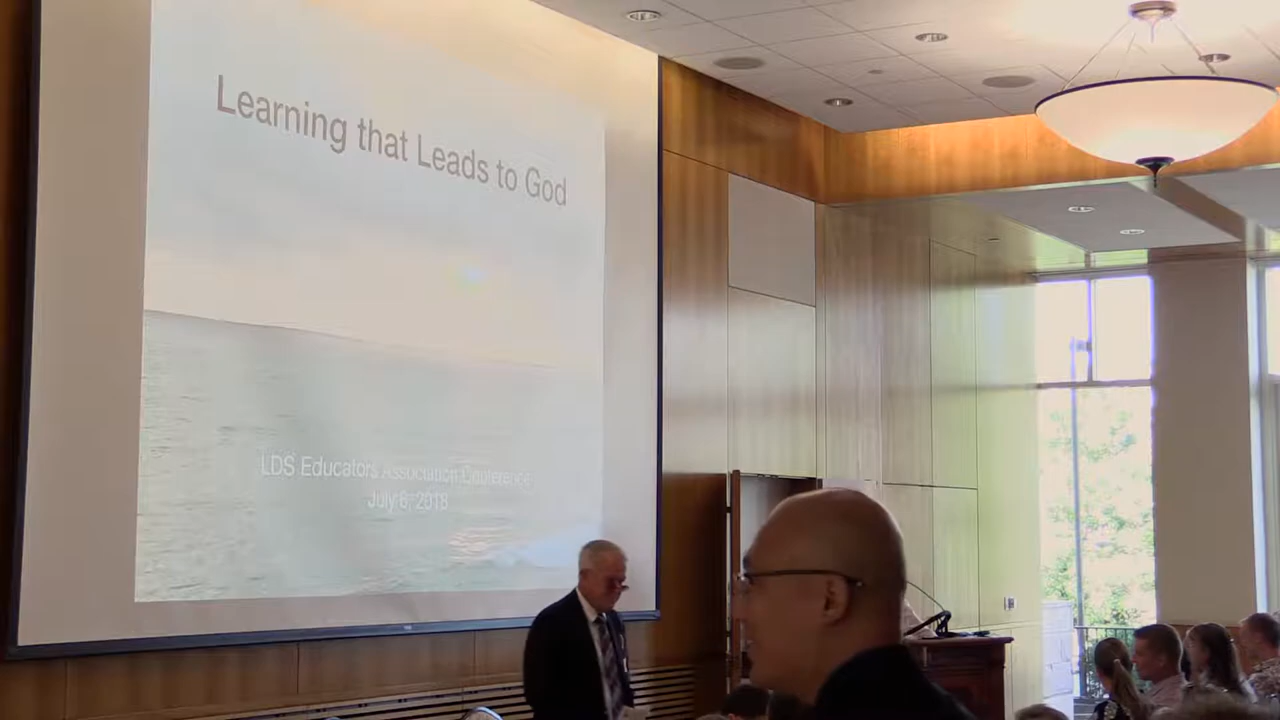 Learning that Leads to God
LDS Educators Association Conference
July 6, 2018